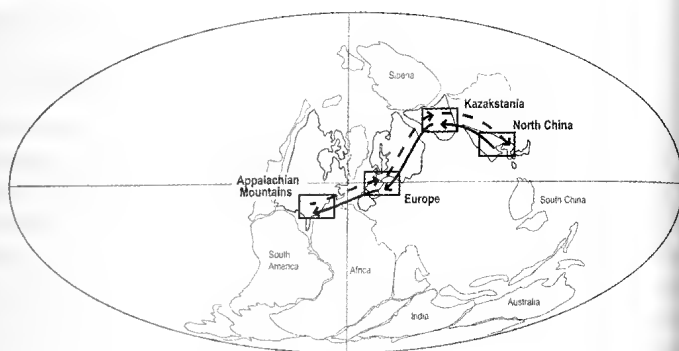 Siberia
Kazakstania
North China
Appalachian
Mountains
Europe
South China
South
America
Africa
India
Australia